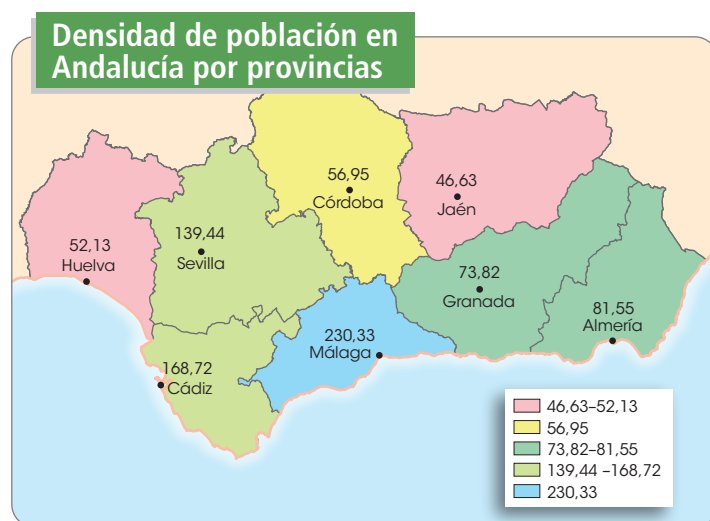 Densidad de población en
Andalucía por provincias
56,95
Córdoba
46,63
Jaén
139,44
Sevilla
52,13
Huelva
73,82
Granada
81,55
Almería
230,33
Málaga
168,72
Cádiz
46,63–52,13
56,95
73,82–81,55
139,44 –168,72
230,33